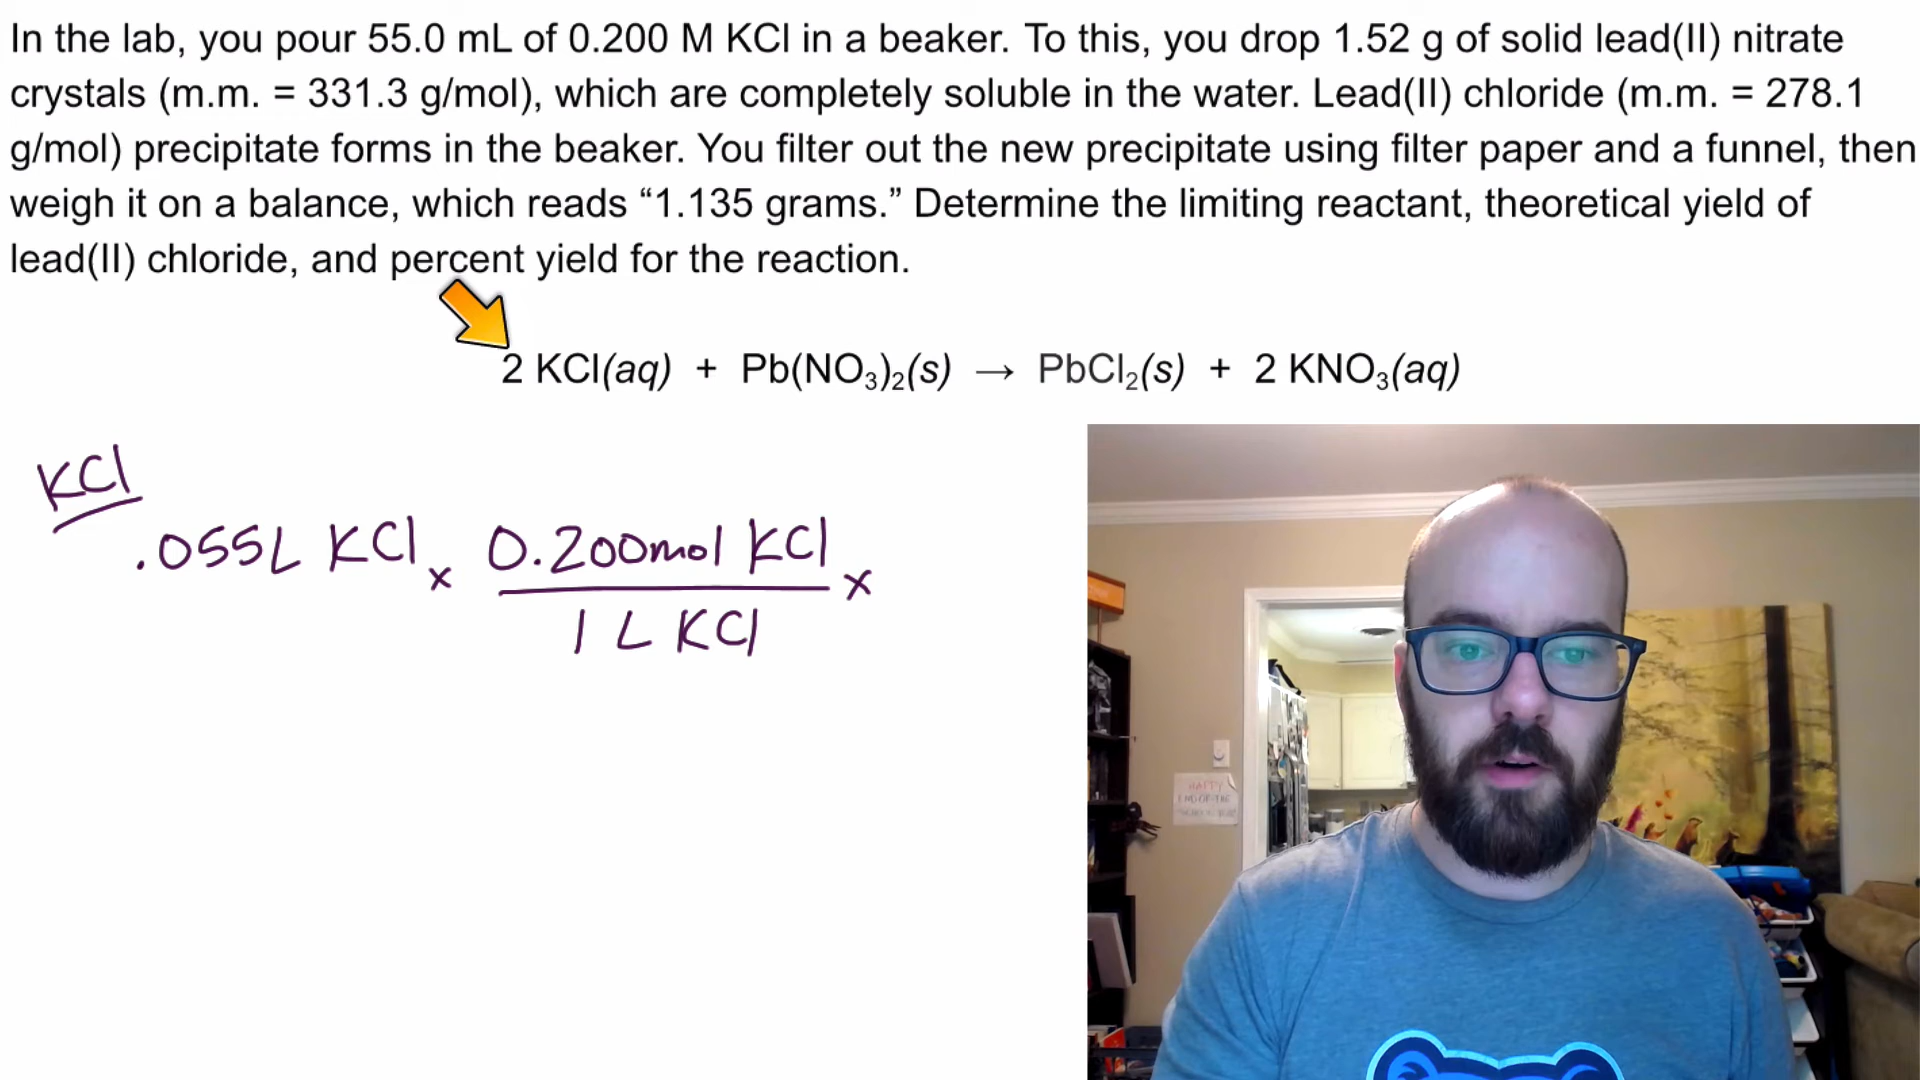 In the lab, you pour 55.0 mL of 0.200 M KCl in a beaker. To this, you drop 1.52 g of solid lead(II) nitrate
crystals (m.m. = 331.3 g/mol), which are completely soluble in the water. Lead(II) chloride (m.m. = 278.1
g/mol) precipitate forms in the beaker. You filter out the new precipitate using filter paper and a funnel, then
weigh it on a balance, which reads “1.135 grams.” Determine the limiting reactant, theoretical yield of
lead(II) chloride, and percent yield for the reaction.
2 KCl(aq) + Pb(NO₃)₂(s) → PbCl₂(s) + 2 KNO₃(aq)
KCl
.055L KCl x 0.200mol KCl x
1 L KCl
HAPPY
END OF THE